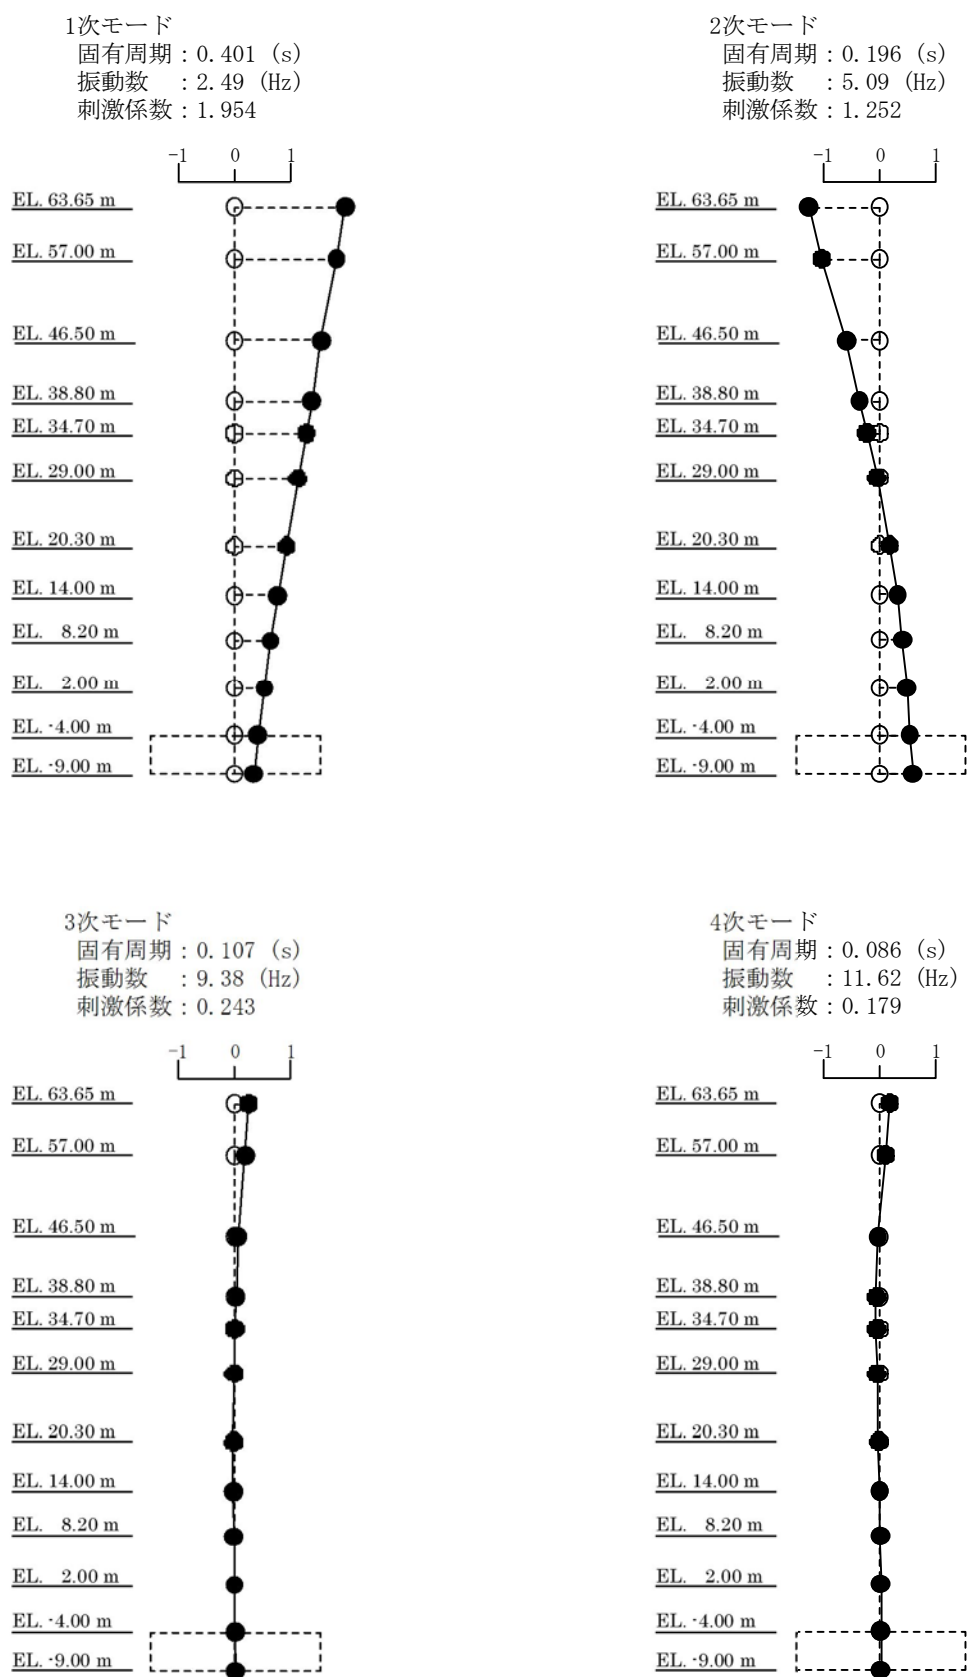 1次モード
固有周期：0.401 (s)
振動数　：2.49 (Hz)
刺激係数：1.954
-1 0 1
EL. 63.65 m
EL. 57.00 m
EL. 46.50 m
EL. 38.80 m
EL. 34.70 m
EL. 29.00 m
EL. 20.30 m
EL. 14.00 m
EL. 8.20 m
EL. 2.00 m
EL. -4.00 m
EL. -9.00 m
2次モード
固有周期：0.196 (s)
振動数　：5.09 (Hz)
刺激係数：1.252
-1 0 1
EL. 63.65 m
EL. 57.00 m
EL. 46.50 m
EL. 38.80 m
EL. 34.70 m
EL. 29.00 m
EL. 20.30 m
EL. 14.00 m
EL. 8.20 m
EL. 2.00 m
EL. -4.00 m
EL. -9.00 m
3次モード
固有周期：0.107 (s)
振動数　：9.38 (Hz)
刺激係数：0.243
-1 0 1
EL. 63.65 m
EL. 57.00 m
EL. 46.50 m
EL. 38.80 m
EL. 34.70 m
EL. 29.00 m
EL. 20.30 m
EL. 14.00 m
EL. 8.20 m
EL. 2.00 m
EL. -4.00 m
EL. -9.00 m
4次モード
固有周期：0.086 (s)
振動数　：11.62 (Hz)
刺激係数：0.179
-1 0 1
EL. 63.65 m
EL. 57.00 m
EL. 46.50 m
EL. 38.80 m
EL. 34.70 m
EL. 29.00 m
EL. 20.30 m
EL. 14.00 m
EL. 8.20 m
EL. 2.00 m
EL. -4.00 m
EL. -9.00 m